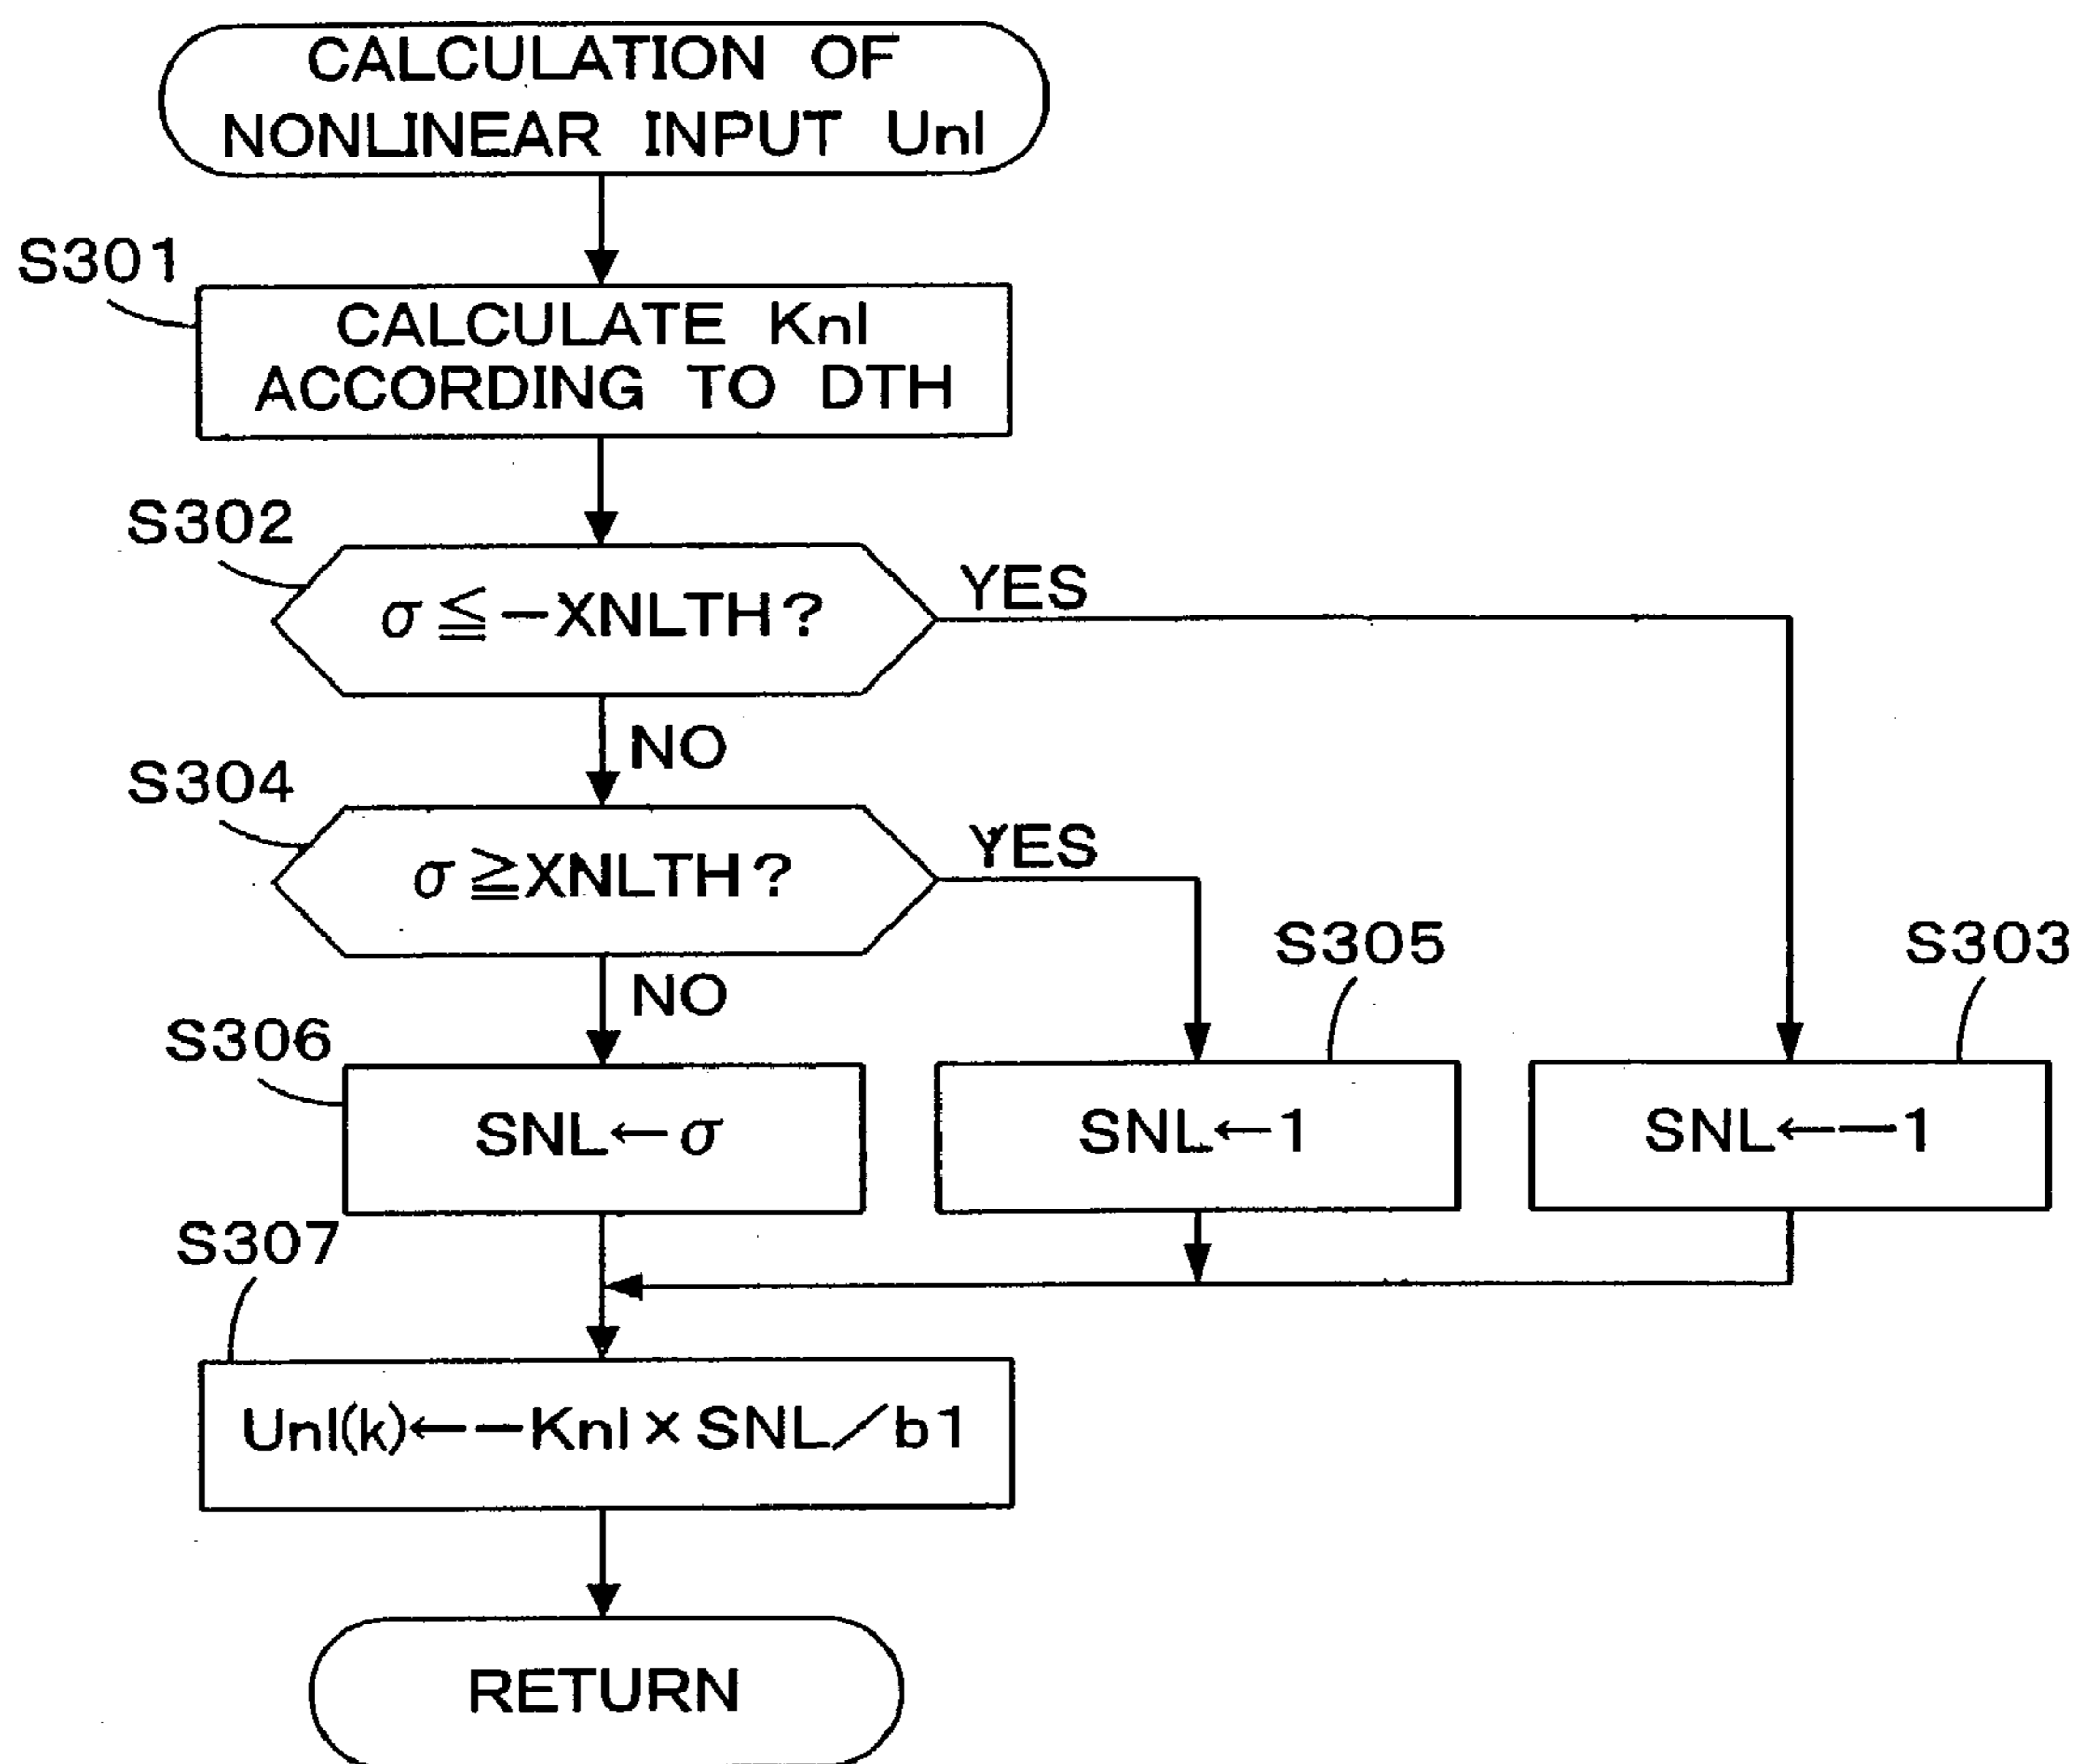 CALCULATION OF
NONLINEAR INPUT Unl
S301
CALCULATE Knl
ACCORDING TO DTH
S302
σ≦−XNLTH?
YES
NO
S304
σ≧XNLTH?
YES
NO
S305
S303
S306
SNL←σ
SNL←1
SNL←−1
S307
Unl(k)←−Knl×SNL/b1
RETURN